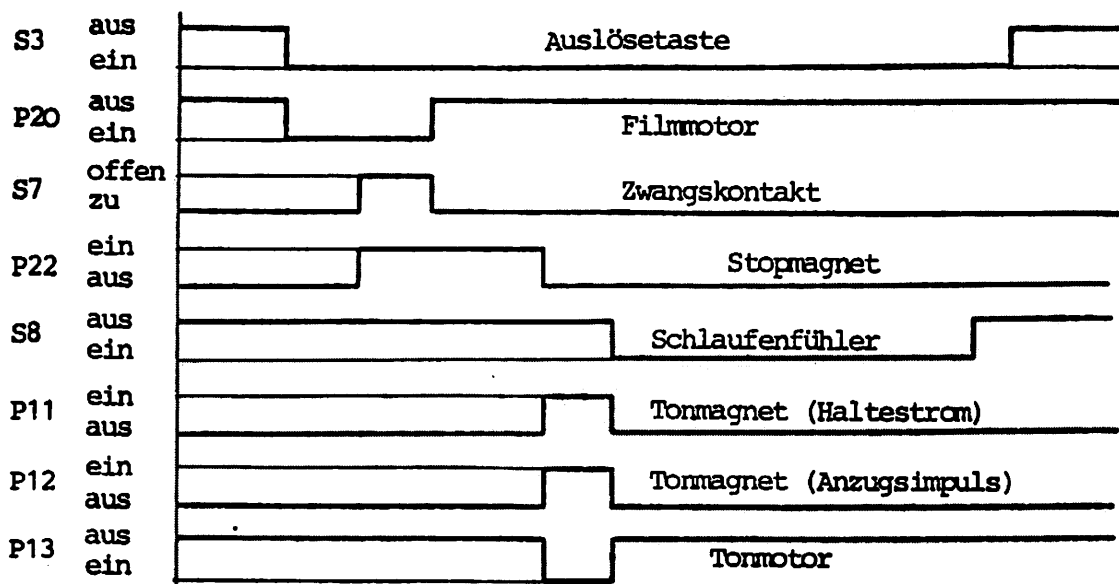 S3 aus
ein Auslösetaste
P20 aus
ein Filmmotor
S7 offen
zu Zwangskontakt
P22 ein
aus Stopmagnet
S8 aus
ein Schlaufenfühler
P11 ein
aus Tonmagnet (Haltestrom)
P12 ein
aus Tonmagnet (Anzugsimpuls)
P13 aus
ein Tonmotor